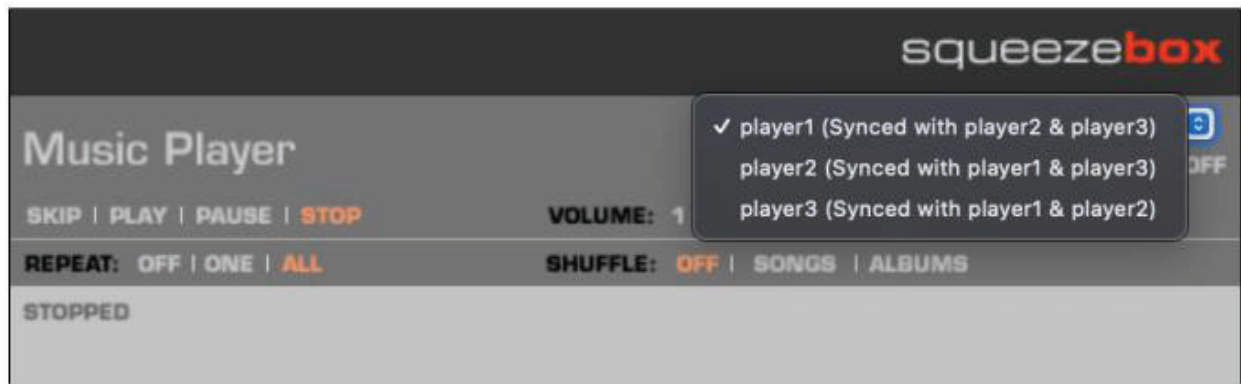 squeezebox
✓ player1 (Synced with player2 & player3)
Music Player
player2 (Synced with player1 & player3)
OFF
player3 (Synced with player1 & player2)
SKIP | PLAY | PAUSE | STOP
VOLUME: 1
REPEAT: OFF | ONE | ALL
SHUFFLE: OFF | SONGS | ALBUMS
STOPPED